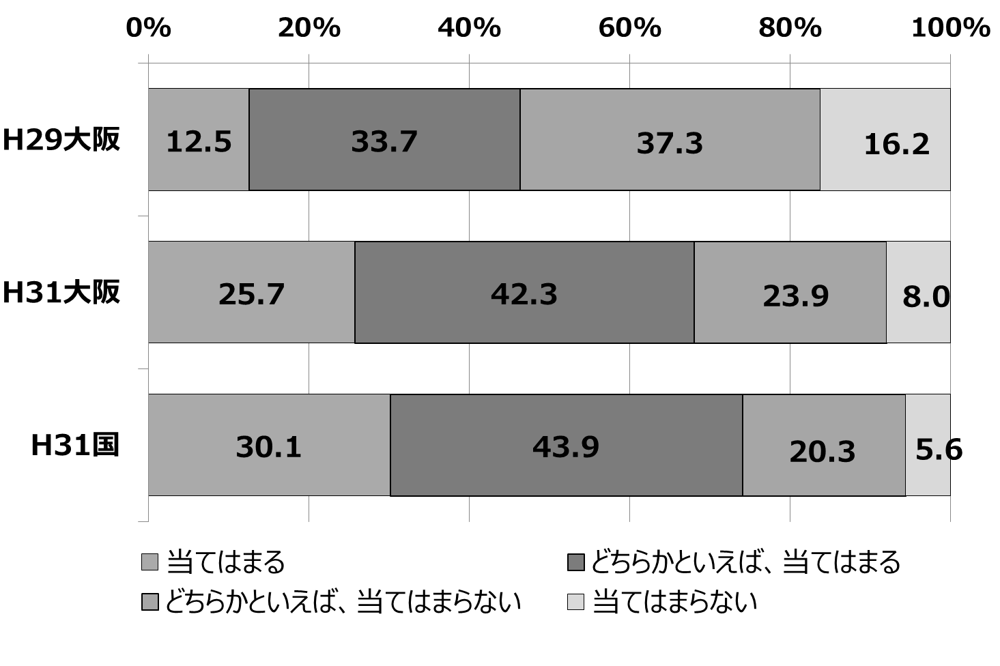 0% 20% 40% 60% 80% 100%
H29大阪 12.5 33.7 37.3 16.2
H31大阪 25.7 42.3 23.9 8.0
H31国 30.1 43.9 20.3 5.6
当てはまる どちらかといえば、当てはまる
どちらかといえば、当てはまらない 当てはまらない